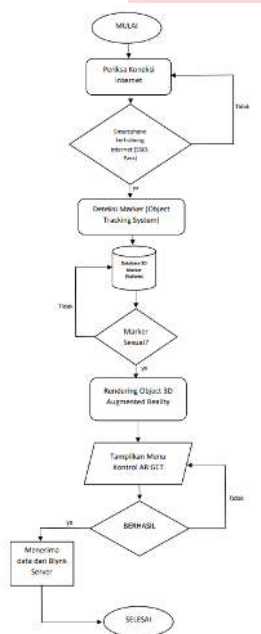 MULAI
Periksa Koneksi
Internet
Tidak
Smartphone
terhubung
Internet (SSID,
Pass)
ya
Deteksi Marker (Object
Tracking System)
Database 3D
Marker
Tidak
Marker
Sesuai?
ya
Rendering Object 3D
Augmented Reality
Tampilkan Menu
Kontrol AR GET
Tidak
ya
BERHASIL
Menerima
data dari Blynk
Server
SELESAI